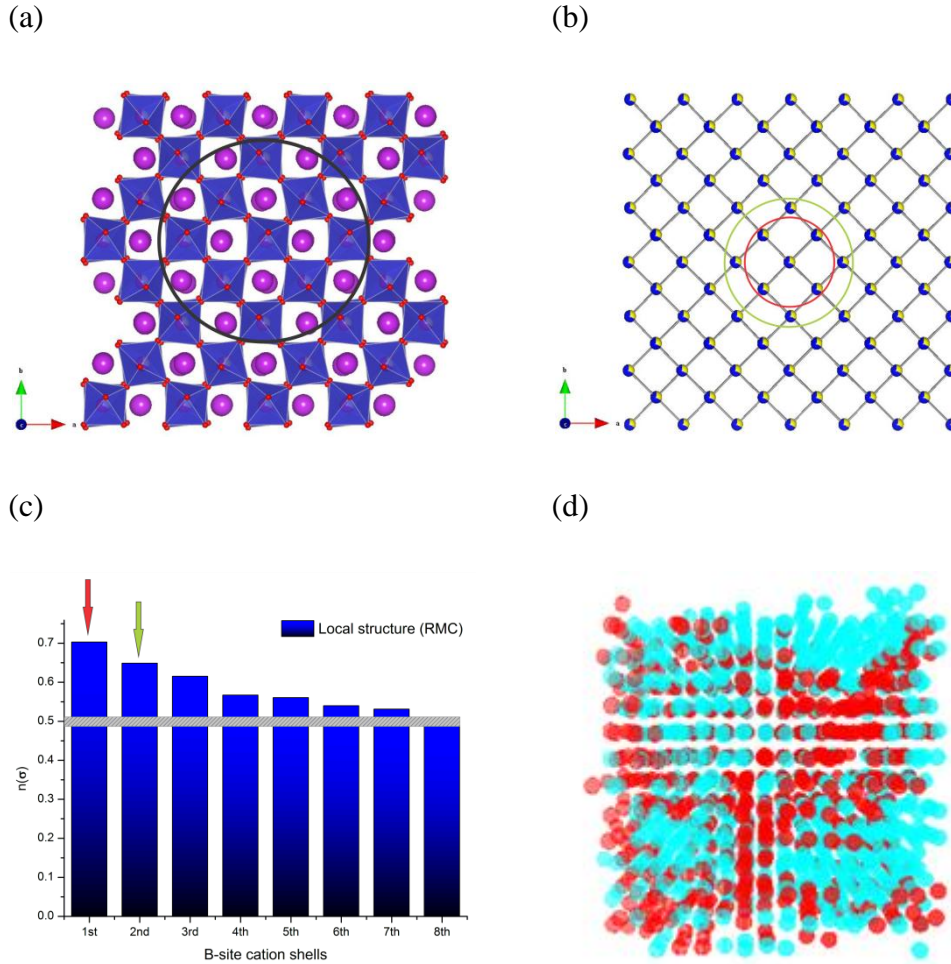 (a)
(b)
b
c
a
b
c
a
(c)
(d)
Local structure (RMC)
n(σ)
0.7
0.6
0.5
0.4
0.3
0.2
0.1
0.0
1st 2nd 3rd 4th 5th 6th 7th 8th
B-site cation shells